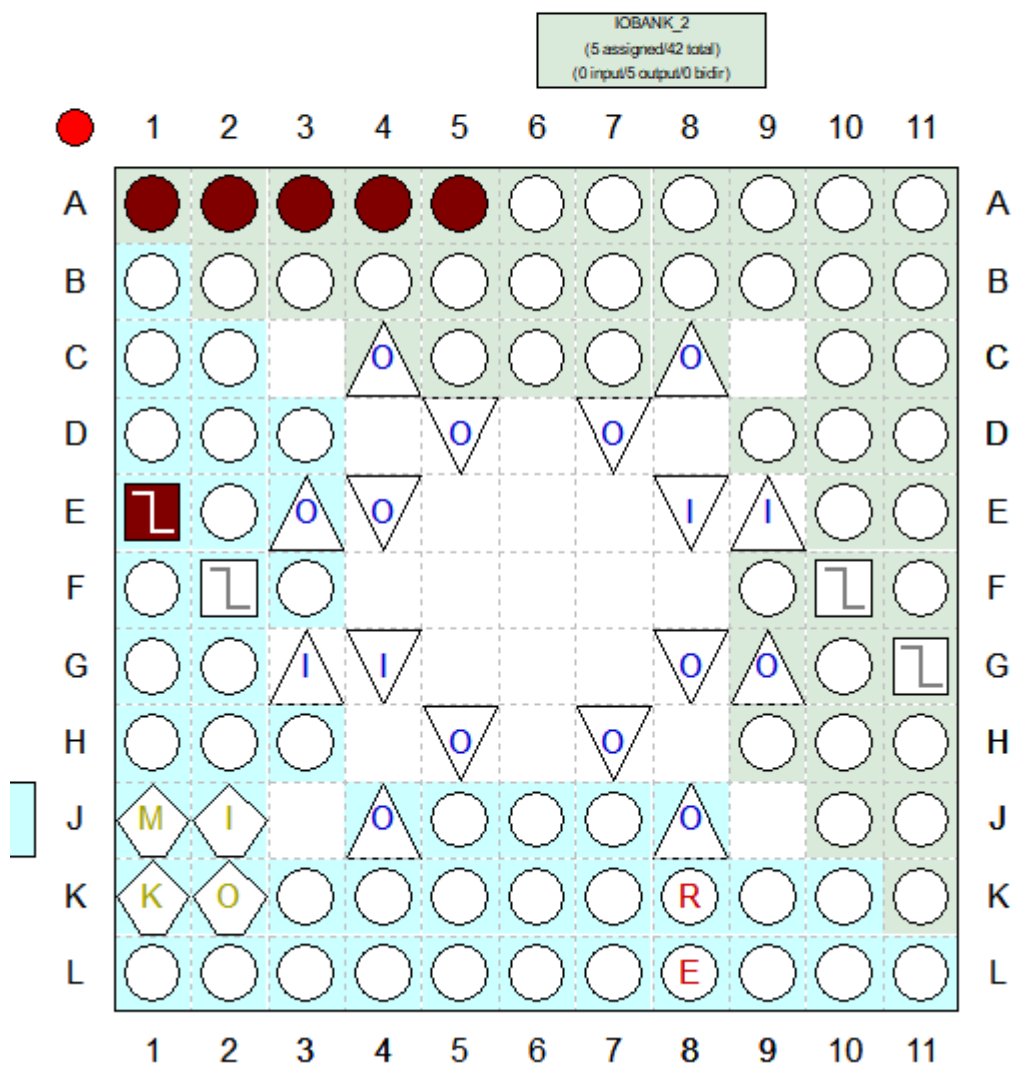 IOBANK_2
(5 assigned/42 total)
(0 input/5 output/0 bidir)
1 2 3 4 5 6 7 8 9 10 11
A A
B B
C O O C
D O O D
E O O I I E
F F
G I I O O G
H O O H
J M I O O J
K K O R K
L E L
1 2 3 4 5 6 7 8 9 10 11